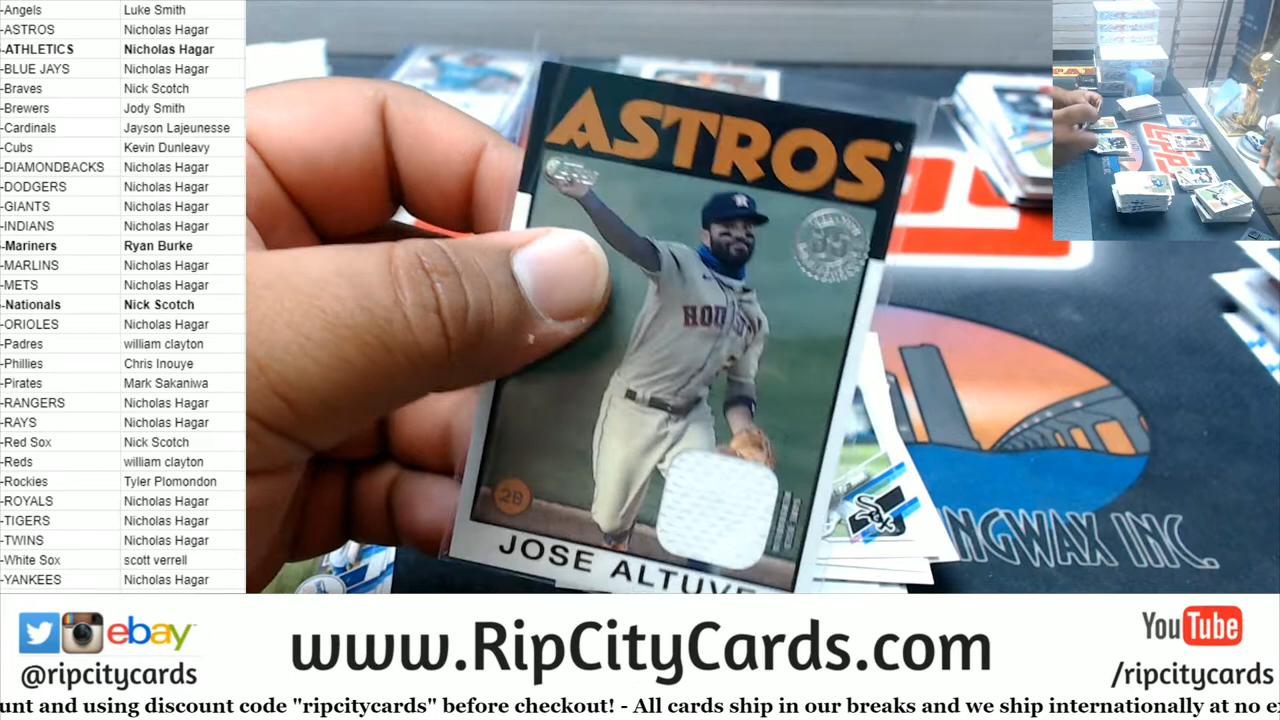 -Angels Luke Smith
-ASTROS Nicholas Hagar
-ATHLETICS Nicholas Hagar
-BLUE JAYS Nicholas Hagar
-Braves Nick Scotch
-Brewers Jody Smith
-Cardinals Jayson Lajeunesse
-Cubs Kevin Dunleavy
-DIAMONDBACKS Nicholas Hagar
-DODGERS Nicholas Hagar
-GIANTS Nicholas Hagar
-INDIANS Nicholas Hagar
-Mariners Ryan Burke
-MARLINS Nicholas Hagar
-METS Nicholas Hagar
-Nationals Nick Scotch
-ORIOLES Nicholas Hagar
-Padres william clayton
-Phillies Chris Inouye
-Pirates Mark Sakaniwa
-RANGERS Nicholas Hagar
-RAYS Nicholas Hagar
-Red Sox Nick Scotch
-Reds william clayton
-Rockies Tyler Plomondon
-ROYALS Nicholas Hagar
-TIGERS Nicholas Hagar
-TWINS Nicholas Hagar
-White Sox scott verrell
-YANKEES Nicholas Hagar
ASTROS
35
HOU
2B
JOSE ALTUVE
NGWAX INC.
ebay
@ripcitycards
www.RipCityCards.com
YouTube
/ripcitycards
unt and using discount code "ripcitycards" before checkout! - All cards ship in our breaks and we ship internationally at no e